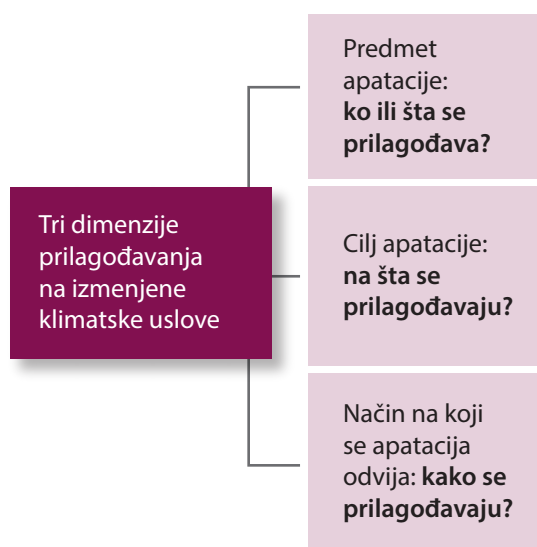 Predmet
apatacije:
ko ili šta se
prilagođava?
Tri dimenzije
prilagođavanja
na izmenjene
klimatske uslove
Cilj apatacije:
na šta se
prilagođavaju?
Način na koji
se apatacija
odvija: kako se
prilagođavaju?